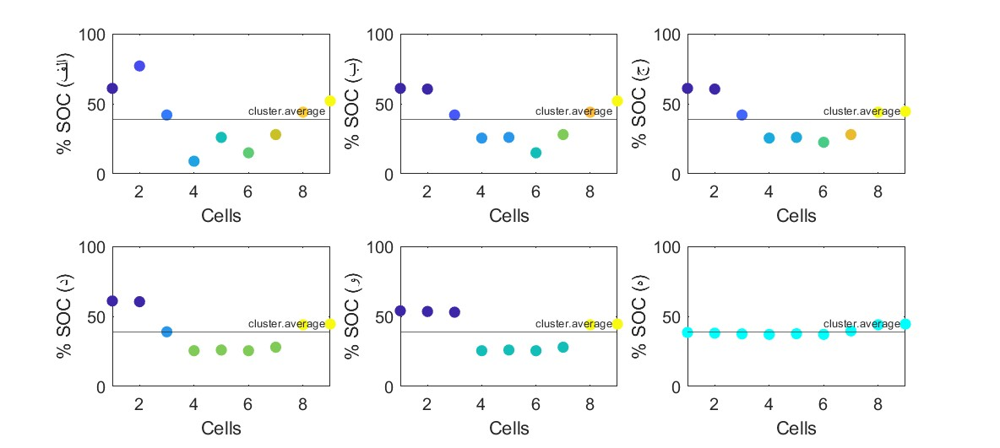 % SOC (الف)
100
50
0
cluster.average
2 4 6 8
Cells
% SOC (ب)
100
50
0
cluster.average
2 4 6 8
Cells
% SOC (ج)
100
50
0
cluster.average
2 4 6 8
Cells
% SOC (د)
100
50
0
cluster.average
2 4 6 8
Cells
% SOC (و)
100
50
0
cluster.average
2 4 6 8
Cells
% SOC (ه)
100
50
0
cluster.average
2 4 6 8
Cells